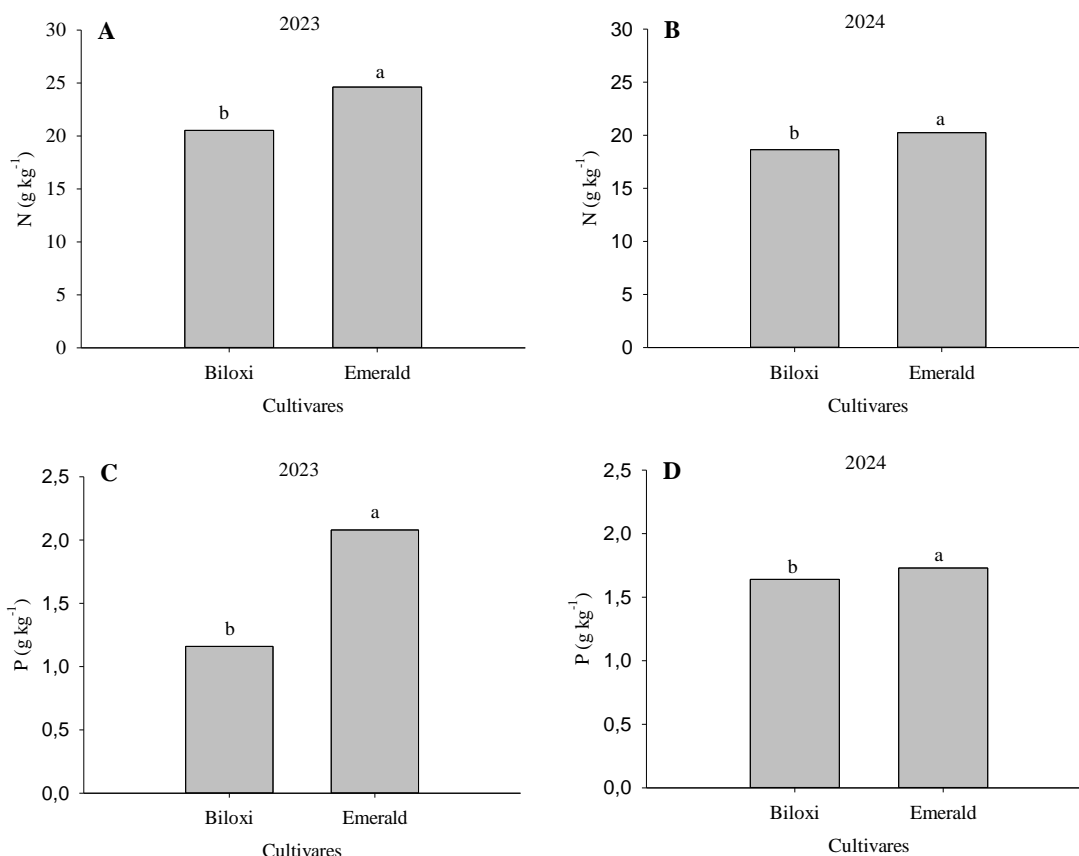 A
2023
30
25
20
15
10
5
0
N (g kg⁻¹)
b
a
Biloxi
Emerald
Cultivares
B
2024
30
25
20
15
10
5
0
N (g kg⁻¹)
b
a
Biloxi
Emerald
Cultivares
C
2023
2,5
2,0
1,5
1,0
0,5
0,0
P (g kg⁻¹)
b
a
Biloxi
Emerald
Cultivares
D
2024
2,5
2,0
1,5
1,0
0,5
0,0
P (g kg⁻¹)
b
a
Biloxi
Emerald
Cultivares